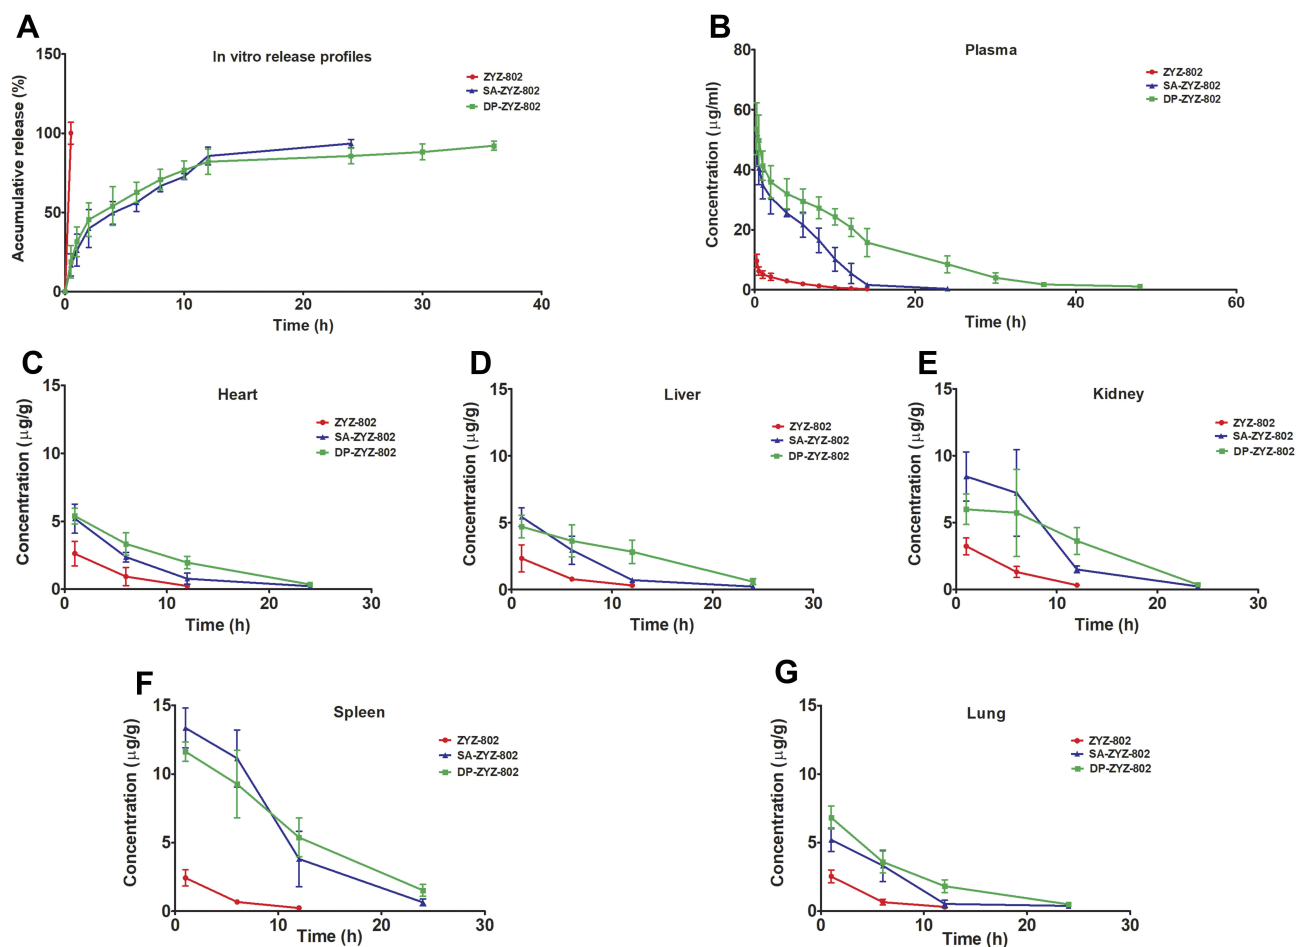 A
In vitro release profiles
Accumulative release (%)
150
100
50
0
0 10 20 30 40
Time (h)
ZYZ-802
SA-ZYZ-802
DP-ZYZ-802
B
Plasma
Concentration (μg/ml)
80
60
40
20
0
0 20 40 60
Time (h)
ZYZ-802
SA-ZYZ-802
DP-ZYZ-802
C
Heart
Concentration (μg/g)
15
10
5
0
0 10 20 30
Time (h)
ZYZ-802
SA-ZYZ-802
DP-ZYZ-802
D
Liver
Concentration (μg/g)
15
10
5
0
0 10 20 30
Time (h)
ZYZ-802
SA-ZYZ-802
DP-ZYZ-802
E
Kidney
Concentration (μg/g)
15
10
5
0
0 10 20 30
Time (h)
ZYZ-802
SA-ZYZ-802
DP-ZYZ-802
F
Spleen
Concentration (μg/g)
15
10
5
0
0 10 20 30
Time (h)
ZYZ-802
SA-ZYZ-802
DP-ZYZ-802
G
Lung
Concentration (μg/g)
15
10
5
0
0 10 20 30
Time (h)
ZYZ-802
SA-ZYZ-802
DP-ZYZ-802